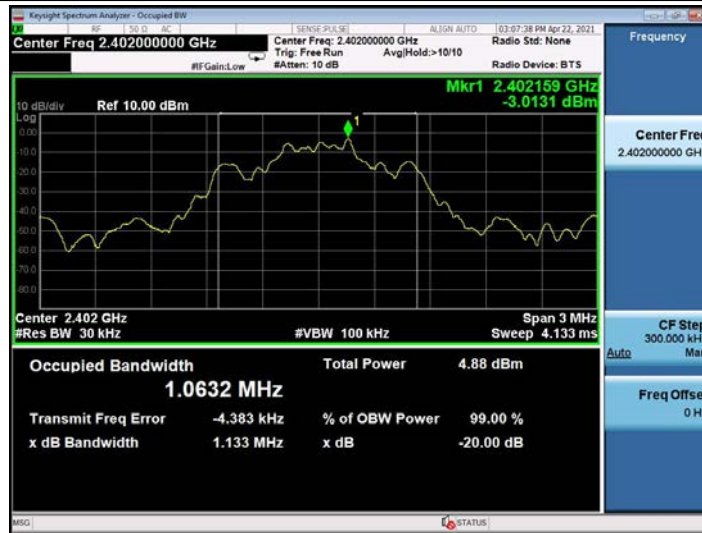 Keysight Spectrum Analyzer - Occupied BW
RF 50 Ω AC SENSE:PULSE ALIGN AUTO 03:07:38 PM Apr 22, 2021
Center Freq 2.402000000 GHz Center Freq: 2.402000000 GHz Radio Std: None Frequency
Trig: Free Run Avg|Hold:>10/10
#IFGain:Low #Atten: 10 dB Radio Device: BTS
Mkr1 2.402159 GHz
10 dB/div Ref 10.00 dBm -3.0131 dBm
Log
0.00
1
-10.0
-20.0
-30.0
-40.0
-50.0
-60.0
-70.0
-80.0
Center Fre
2.402000000 GH
Center 2.402 GHz Span 3 MHz
#Res BW 30 kHz #VBW 100 kHz Sweep 4.133 ms
CF Step
300.000 kH
Auto Ma
Occupied Bandwidth Total Power 4.88 dBm
1.0632 MHz
Transmit Freq Error -4.383 kHz % of OBW Power 99.00 %
x dB Bandwidth 1.133 MHz x dB -20.00 dB
Freq Offse
0 H
MSG STATUS